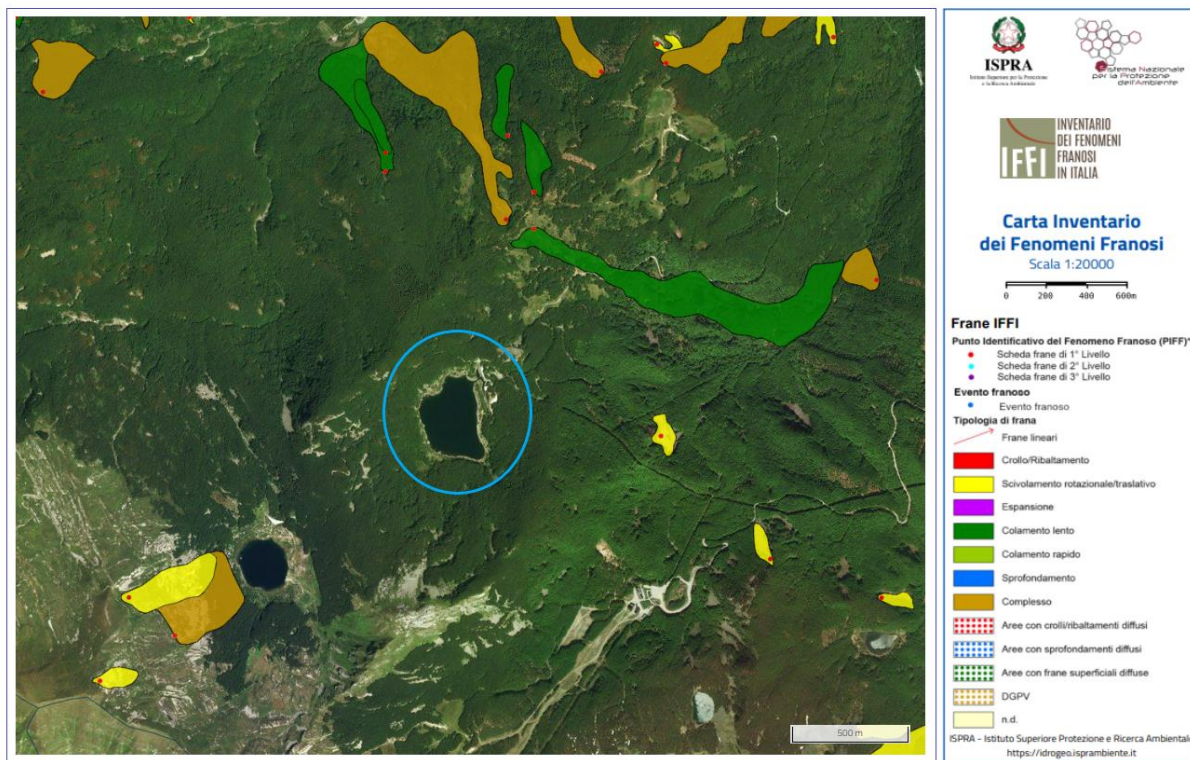 500 m
ISPRA
Istituto Superiore per la Protezione
e la Ricerca Ambientale
Sistema Nazionale
per la Protezione
dell'Ambiente
IFFI
INVENTARIO
DEI FENOMENI
FRANOSI
IN ITALIA
Carta Inventario
dei Fenomeni Franosi
Scala 1:20000
0 200 400 600m
Frane IFFI
Punto Identificativo del Fenomeno Franoso (PIFF)*
Scheda frane di 1° Livello
Scheda frane di 2° Livello
Scheda frane di 3° Livello
Evento franoso
Evento franoso
Tipologia di frana
Frane lineari
Crollo/Ribaltamento
Scivolamento rotazionale/traslativo
Espansione
Colamento lento
Colamento rapido
Sprofondamento
Complesso
Aree con crolli/ribaltamenti diffusi
Aree con sprofondamenti diffusi
Aree con frane superficiali diffuse
DGPV
n.d.
ISPRA - Istituto Superiore Protezione e Ricerca Ambientale
https://idrogeo.isprambiente.it